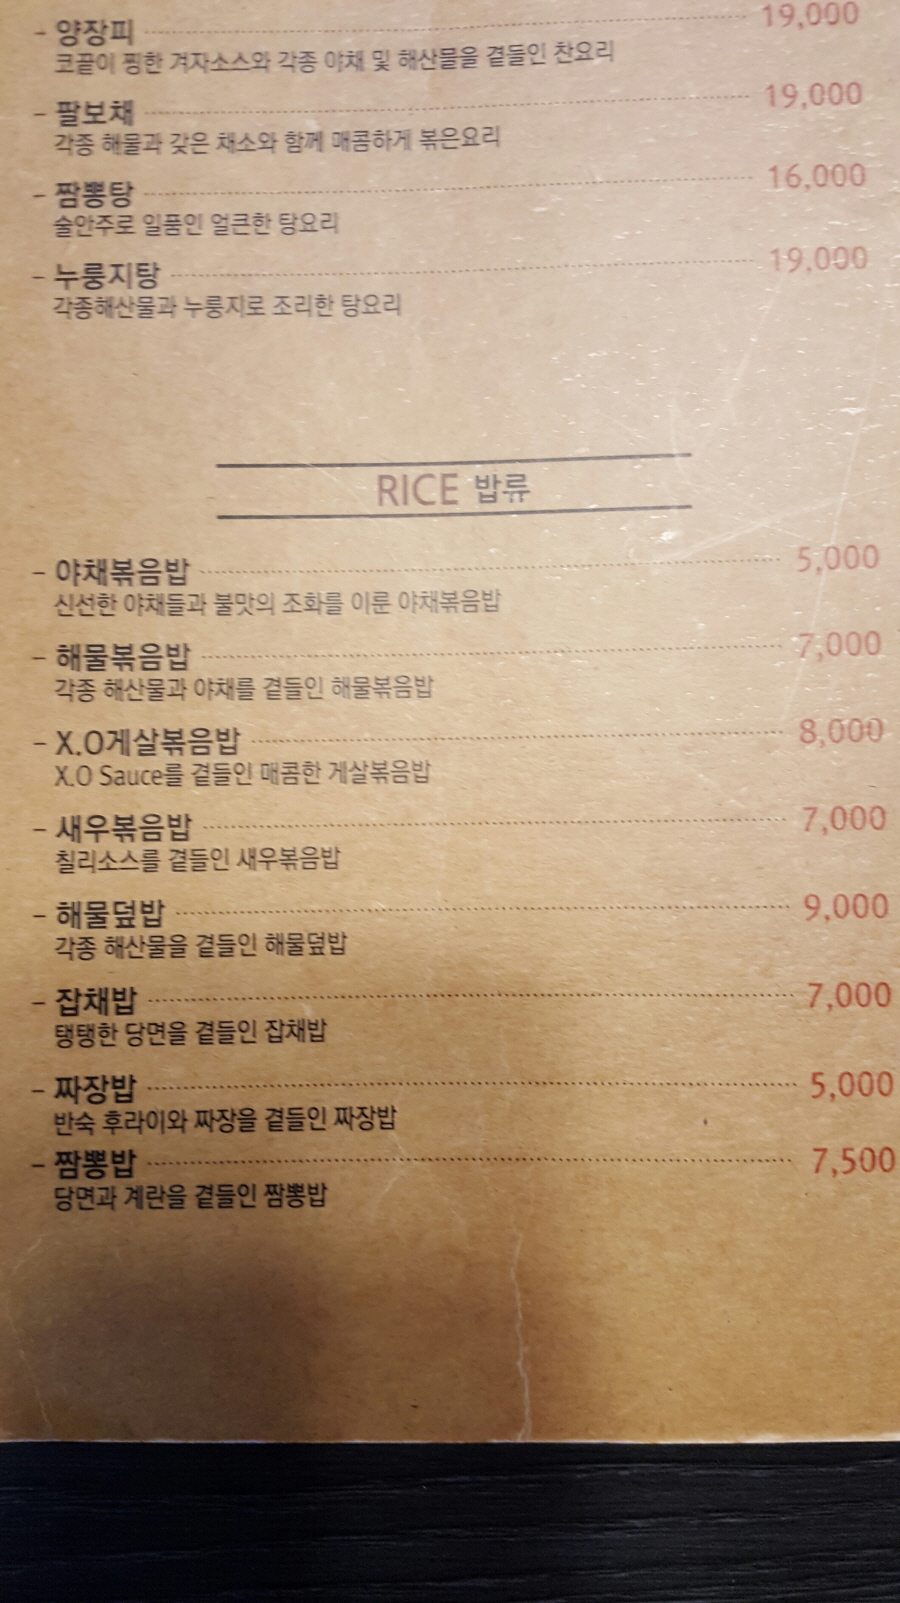 - 양장피 19,000
코끝이 찡한 겨자소스와 각종 야채 및 해산물을 곁들인 찬요리
- 팔보채 19,000
각종 해물과 갖은 채소와 함께 매콤하게 볶은요리
- 짬뽕탕 16,000
술안주로 일품인 얼큰한 탕요리
- 누룽지탕 19,000
각종해산물과 누룽지로 조리한 탕요리
RICE 밥류
- 야채볶음밥 5,000
신선한 야채들과 불맛의 조화를 이룬 야채볶음밥
- 해물볶음밥 7,000
각종 해산물과 야채를 곁들인 해물볶음밥
- X.O게살볶음밥 8,000
X.O Sauce를 곁들인 매콤한 게살볶음밥
- 새우볶음밥 7,000
칠리소스를 곁들인 새우볶음밥
- 해물덮밥 9,000
각종 해산물을 곁들인 해물덮밥
- 잡채밥 7,000
탱탱한 당면을 곁들인 잡채밥
- 짜장밥 5,000
반숙 후라이와 짜장을 곁들인 짜장밥
- 짬뽕밥 7,500
당면과 계란을 곁들인 짬뽕밥